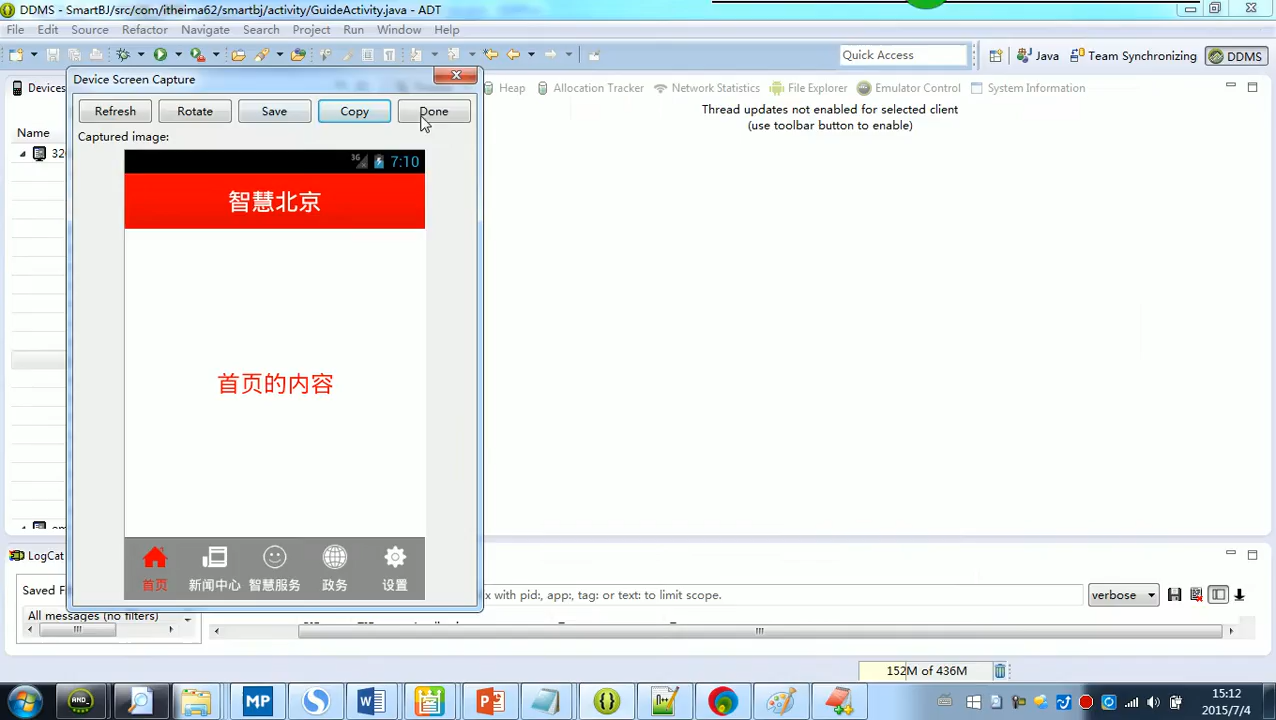 DDMS - SmartBJ/src/com/itheima62/smartbj/activity/GuideActivity.java - ADT
File Edit Source Refactor Navigate Search Project Run Window Help
Quick Access
Java
Team Synchronizing
DDMS
Device Screen Capture
Devices
Heap
Allocation Tracker
Network Statistics
File Explorer
Emulator Control
System Information
Refresh
Rotate
Save
Copy
Done
Thread updates not enabled for selected client
(use toolbar button to enable)
Name
Captured image:
320
3G
7:10
智慧北京
首页的内容
首页
新闻中心
智慧服务
政务
设置
LogCat
Saved F
x with pid:, app:, tag: or text: to limit scope.
verbose
All messages (no filters)
152M of 436M
MP
15:12
2015/7/4